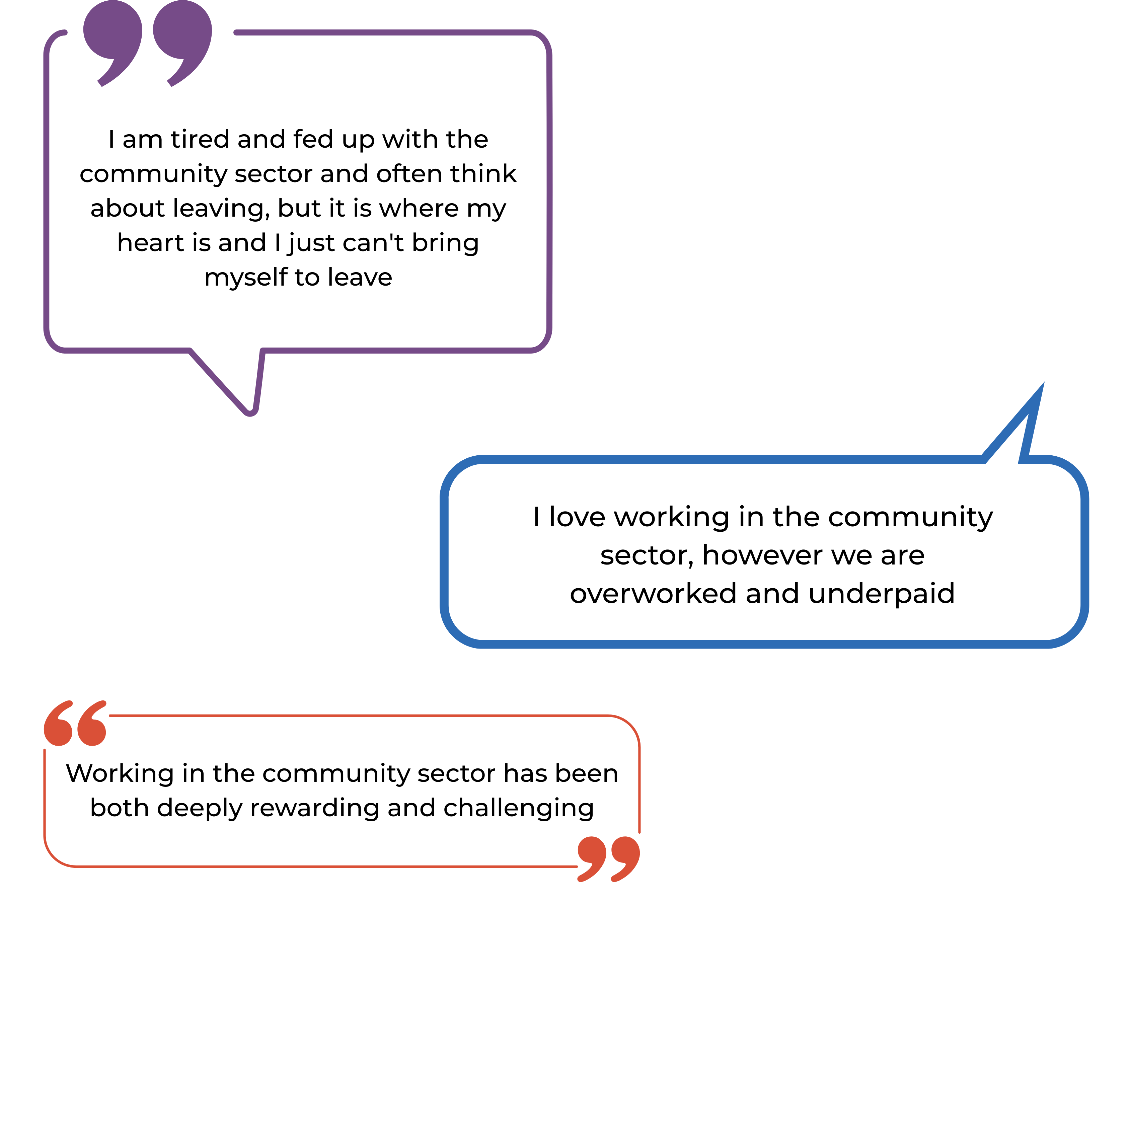 I am tired and fed up with the
community sector and often think
about leaving, but it is where my
heart is and I just can't bring
myself to leave
I love working in the community
sector, however we are
overworked and underpaid
Working in the community sector has been
both deeply rewarding and challenging